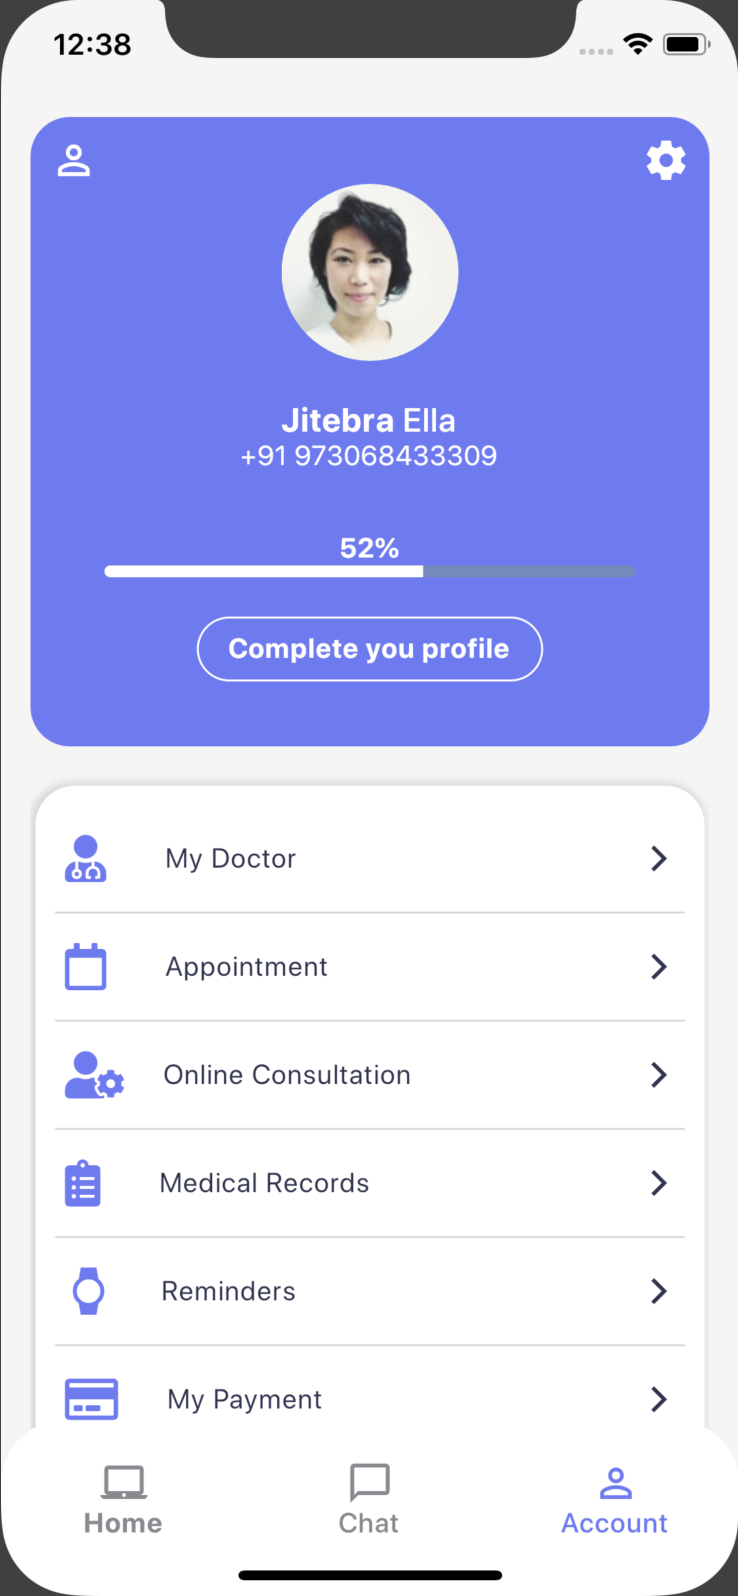 12:38
Jitebra Ella
+91 973068433309
52%
Complete you profile
My Doctor
Appointment
Online Consultation
Medical Records
Reminders
My Payment
Home Chat Account